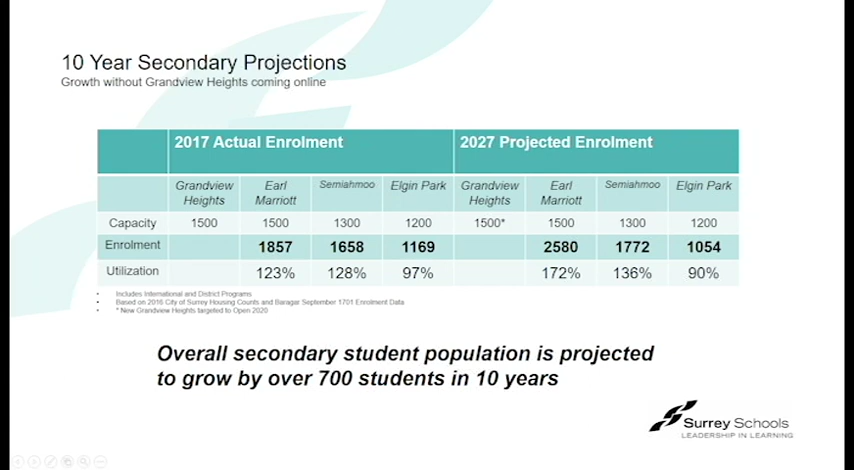 10 Year Secondary Projections
Growth without Grandview Heights coming online
2017 Actual Enrolment 2027 Projected Enrolment
Grandview Heights Earl Marriott Semiahmoo Elgin Park Grandview Heights Earl Marriott Semiahmoo Elgin Park
Capacity 1500 1500 1300 1200 1500* 1500 1300 1200
Enrolment 1857 1658 1169 2580 1772 1054
Utilization 123% 128% 97% 172% 136% 90%
• Includes International and District Programs
• Based on 2016 City of Surrey Housing Counts and Baragar September 1701 Enrolment Data
• * New Grandview Heights targeted to Open 2020
Overall secondary student population is projected
to grow by over 700 students in 10 years
Surrey Schools
LEADERSHIP IN LEARNING